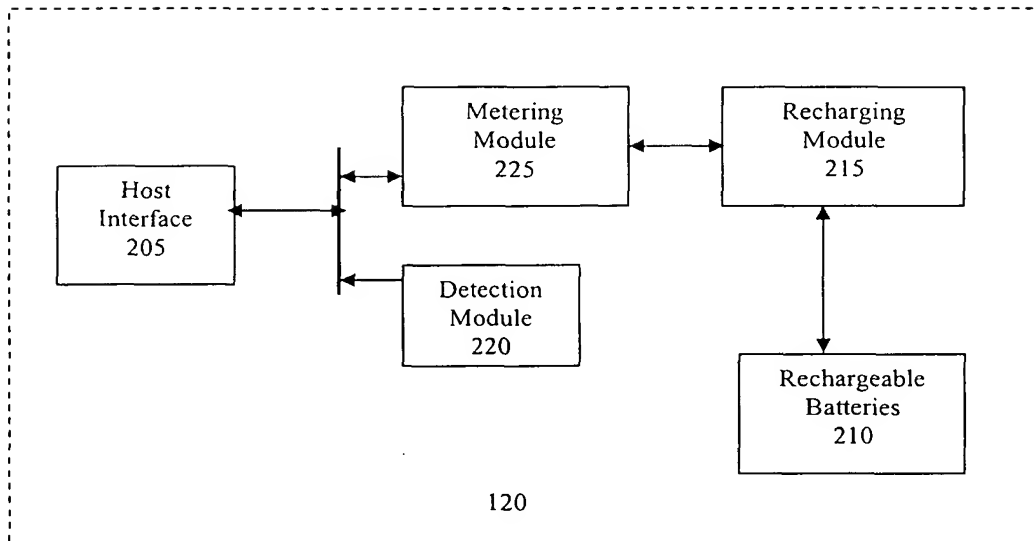 Metering
Module
225
Recharging
Module
215
Host
Interface
205
Detection
Module
220
Rechargeable
Batteries
210
120